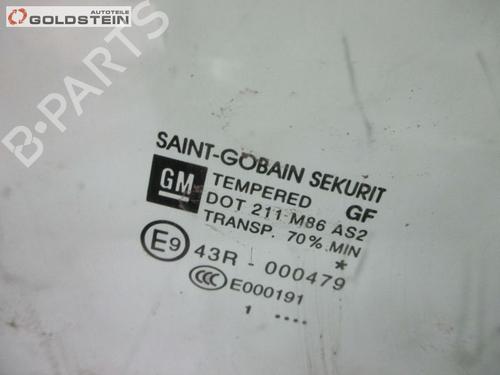 AUTOTEILE
GOLDSTEIN
B-PARTS
SAINT-GOBAIN SEKURIT
GM TEMPERED GF
DOT 211 M86 AS2
TRANSP. 70% MIN
E9 43R - 000479 *
CCC E000191
1 ....